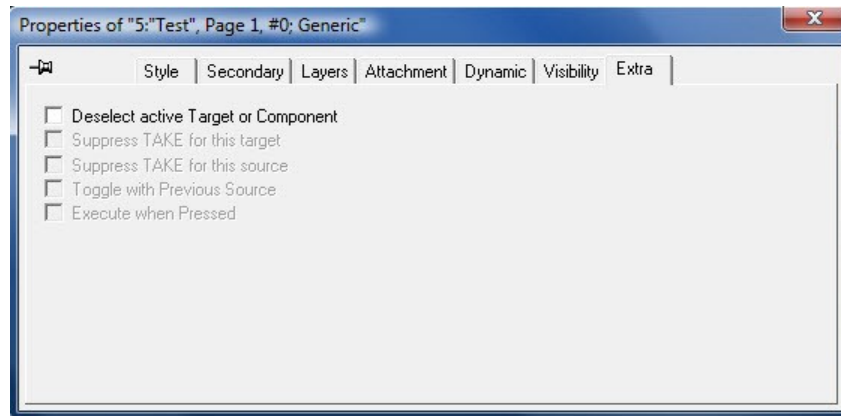 Properties of "5:"Test", Page 1, #0; Generic"
Style Secondary Layers Attachment Dynamic Visibility Extra
Deselect active Target or Component
Suppress TAKE for this target
Suppress TAKE for this source
Toggle with Previous Source
Execute when Pressed